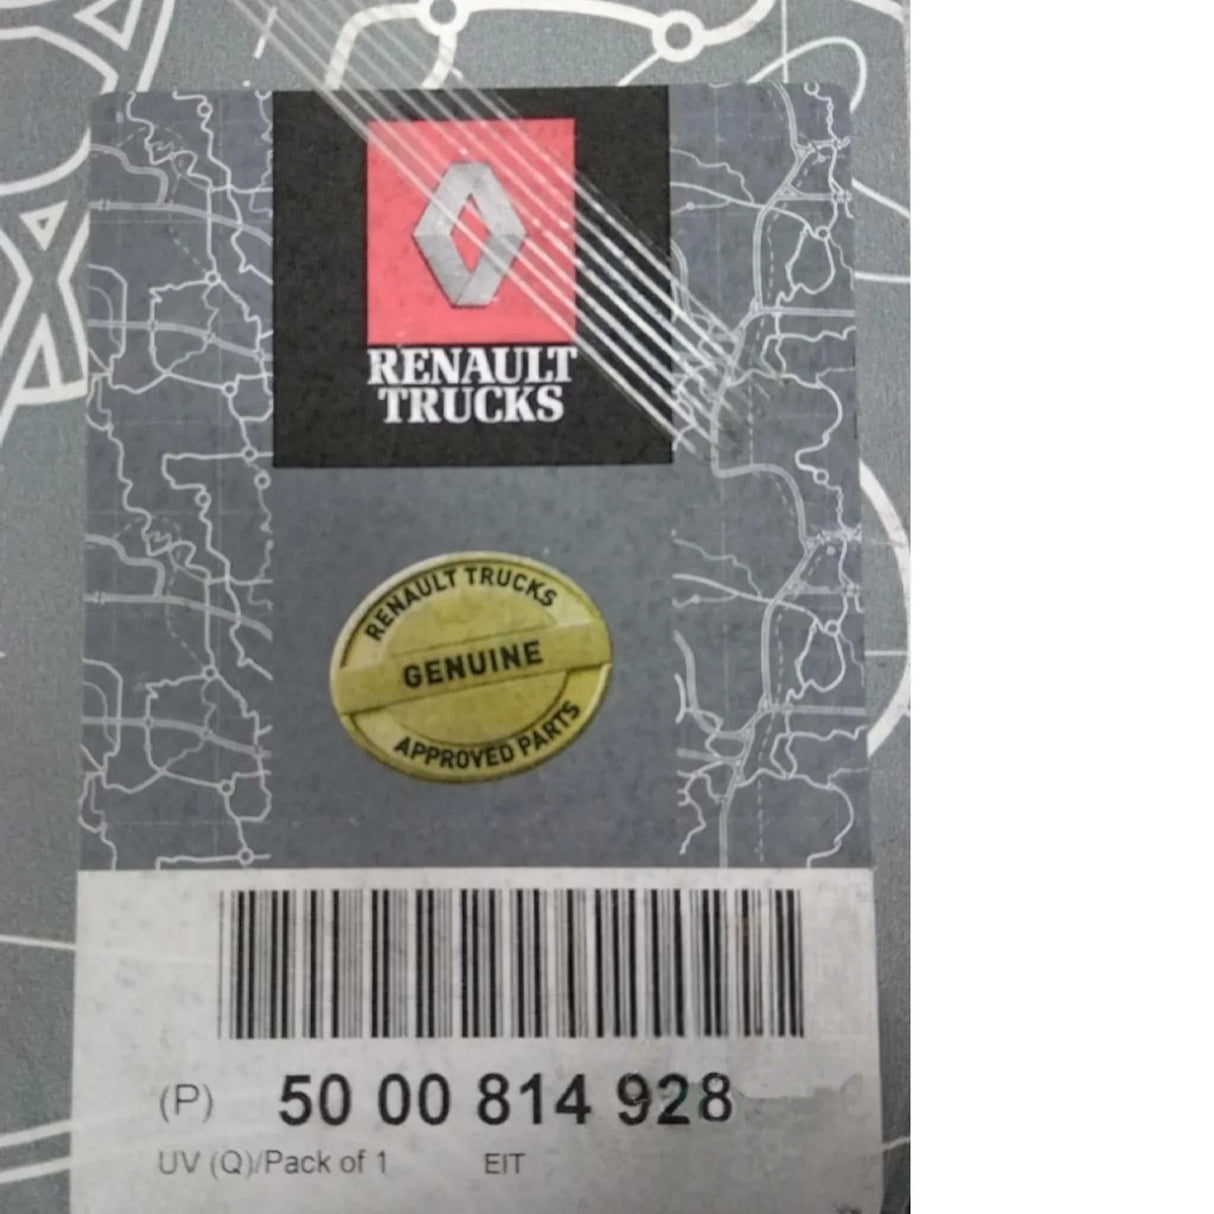 RENAULT
TRUCKS
RENAULT TRUCKS
GENUINE
APPROVED PARTS
(P) 50 00 814 928
UV (Q)/Pack of 1 EIT